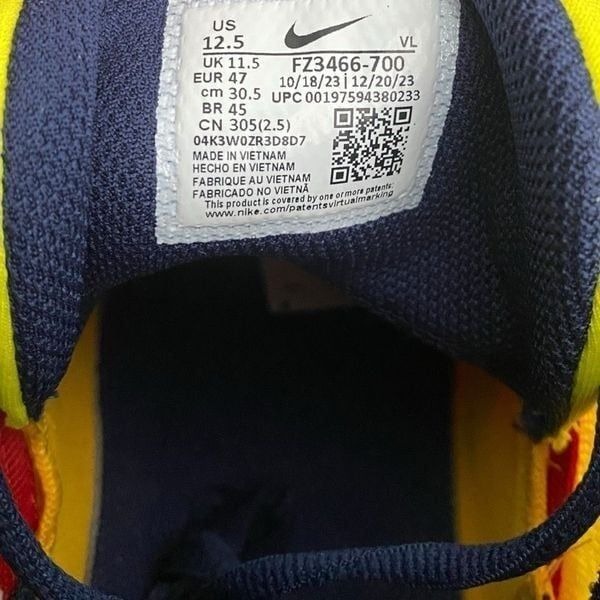 US
12.5
VL
UK 11.5
FZ3466-700
EUR 47
10/18/23 | 12/20/23
cm 30.5
UPC 00197594380233
BR 45
CN 305(2.5)
04K3W0ZR3D8D7
MADE IN VIETNAM
HECHO EN VIETNAM
FABRIQUE AU VIETNAM
FABRICADO NO VIETNÃ
This product is covered by one or more patents:
www.nike.com/patentsvirtualmarking